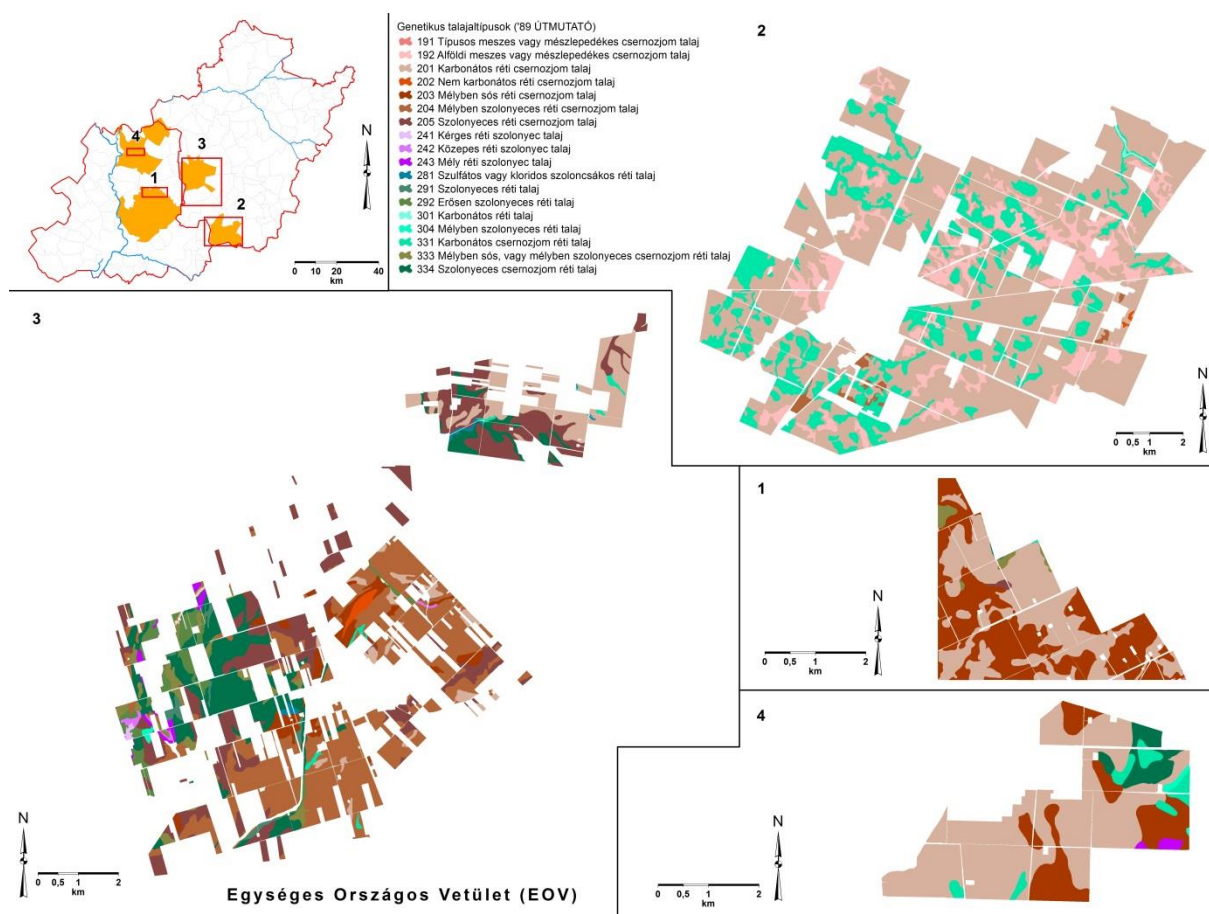 4
3
1
2
N
0 10 20 40
km
Genetikus talajaltípusok ('89 ÚTMUTATÓ)
191 Típusos meszes vagy mészlepedékes csernozjom talaj
192 Alföldi meszes vagy mészlepedékes csernozjom talaj
201 Karbonátos réti csernozjom talaj
202 Nem karbonátos réti csernozjom talaj
203 Mélyben sós réti csernozjom talaj
204 Mélyben szolonyeces réti csernozjom talaj
205 Szolonyeces réti csernozjom talaj
241 Kérges réti szolonyec talaj
242 Közepes réti szolonyec talaj
243 Mély réti szolonyec talaj
281 Szulfátos vagy kloridos szoloncsákos réti talaj
291 Szolonyeces réti talaj
292 Erősen szolonyeces réti talaj
301 Karbonátos réti talaj
304 Mélyben szolonyeces réti talaj
331 Karbonátos csernozjom réti talaj
333 Mélyben sós, vagy mélyben szolonyeces csernozjom réti talaj
334 Szolonyeces csernozjom réti talaj
2
N
0 0,5 1 2
km
3
N
0 0,5 1 2
km
1
N
0 0,5 1 2
km
4
N
0 0,5 1 2
km
Egységes Országos Vetület (EOV)